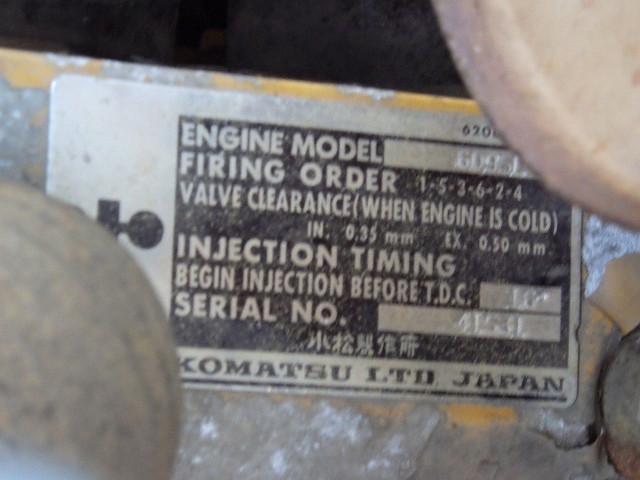 ENGINE MODEL 6D95L
FIRING ORDER 1-5-3-6-2-4
VALVE CLEARANCE (WHEN ENGINE IS COLD)
IN. 0.35 mm EX. 0.50 mm
INJECTION TIMING
BEGIN INJECTION BEFORE T.D.C.
SERIAL NO.
小松製作所
KOMATSU LTD. JAPAN